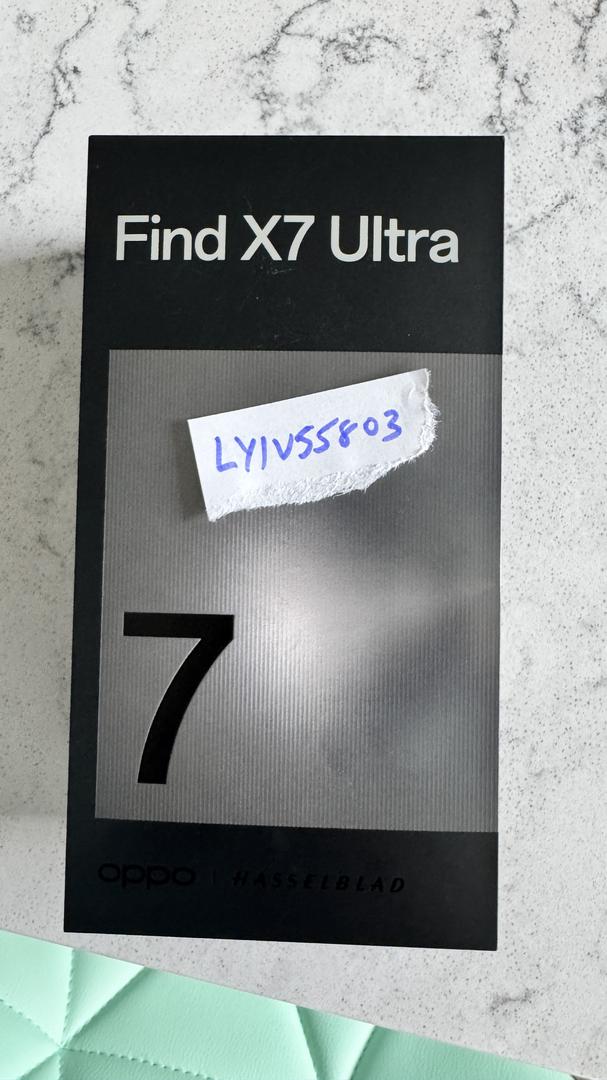 Find X7 Ultra
LYIV55803
7
oppo | HASSELBLAD